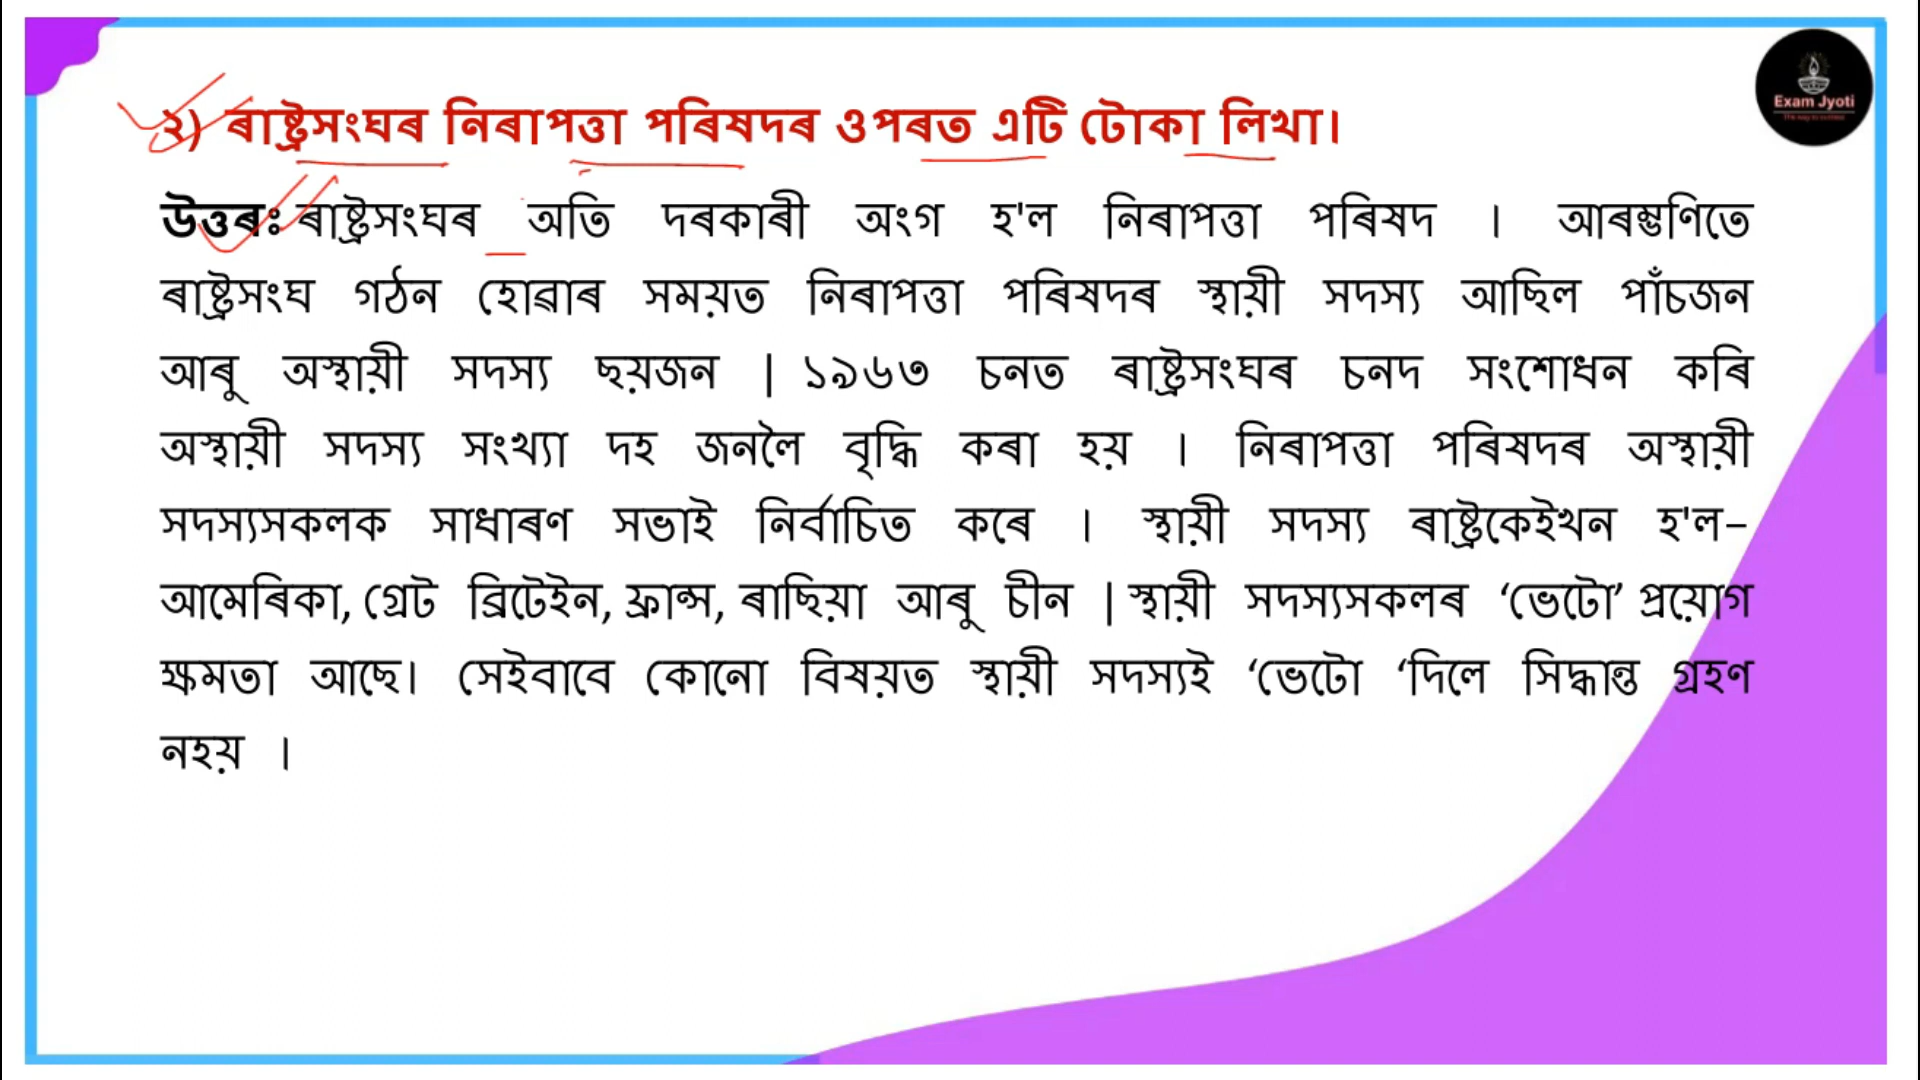 ২) ৰাষ্ট্ৰসংঘৰ নিৰাপত্তা পৰিষদৰ ওপৰত এটি টোকা লিখা।
Exam Jyoti
উত্তৰঃ ৰাষ্ট্ৰসংঘৰ অতি দৰকাৰী অংগ হ'ল নিৰাপত্তা পৰিষদ । আৰম্ভণিতে
ৰাষ্ট্ৰসংঘ গঠন হোৱাৰ সময়ত নিৰাপত্তা পৰিষদৰ স্থায়ী সদস্য আছিল পাঁচজন
আৰু অস্থায়ী সদস্য ছয়জন | ১৯৬৩ চনত ৰাষ্ট্ৰসংঘৰ চনদ সংশোধন কৰি
অস্থায়ী সদস্য সংখ্যা দহ জনলৈ বৃদ্ধি কৰা হয় । নিৰাপত্তা পৰিষদৰ অস্থায়ী
সদস্যসকলক সাধাৰণ সভাই নিৰ্বাচিত কৰে । স্থায়ী সদস্য ৰাষ্ট্ৰকেইখন হ'ল–
আমেৰিকা, গ্ৰেট ব্ৰিটেইন, ফ্ৰান্স, ৰাছিয়া আৰু চীন | স্থায়ী সদস্যসকলৰ ‘ভেটো’ প্ৰয়োগ
ক্ষমতা আছে। সেইবাবে কোনো বিষয়ত স্থায়ী সদস্যই ‘ভেটো ‘দিলে সিদ্ধান্ত গ্ৰহণ
নহয় ।